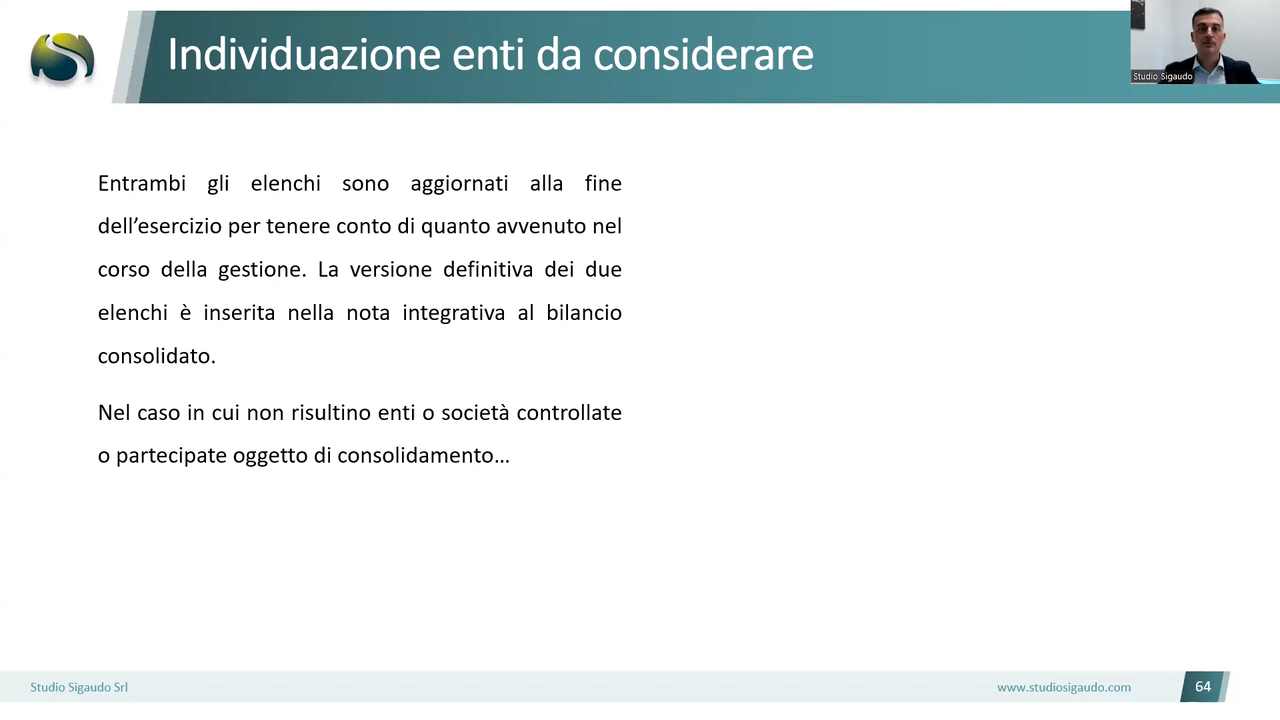 Individuazione enti da considerare
Studio Sigaudo
Entrambi gli elenchi sono aggiornati alla fine
dell’esercizio per tenere conto di quanto avvenuto nel
corso della gestione. La versione definitiva dei due
elenchi è inserita nella nota integrativa al bilancio
consolidato.
Nel caso in cui non risultino enti o società controllate
o partecipate oggetto di consolidamento…
Studio Sigaudo Srl
www.studiosigaudo.com
64